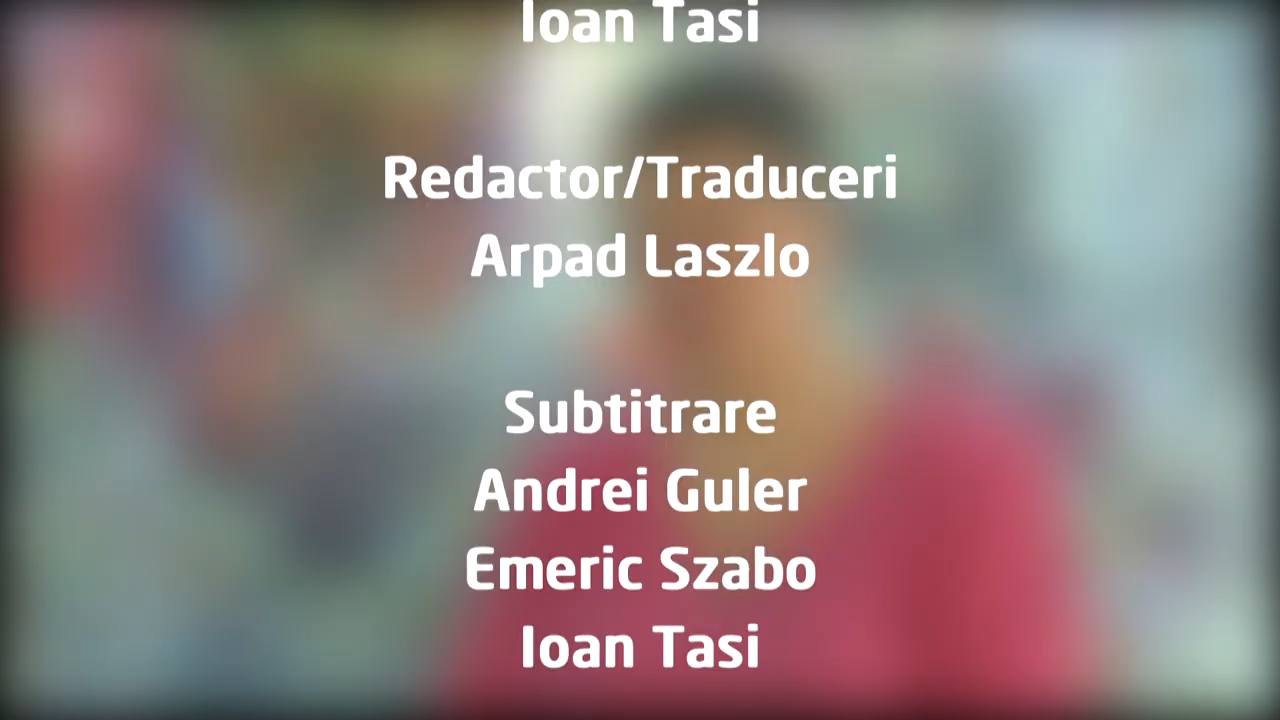 Ioan Tasi
Redactor/Traduceri
Arpad Laszlo
Subtitrare
Andrei Guler
Emeric Szabo
Ioan Tasi